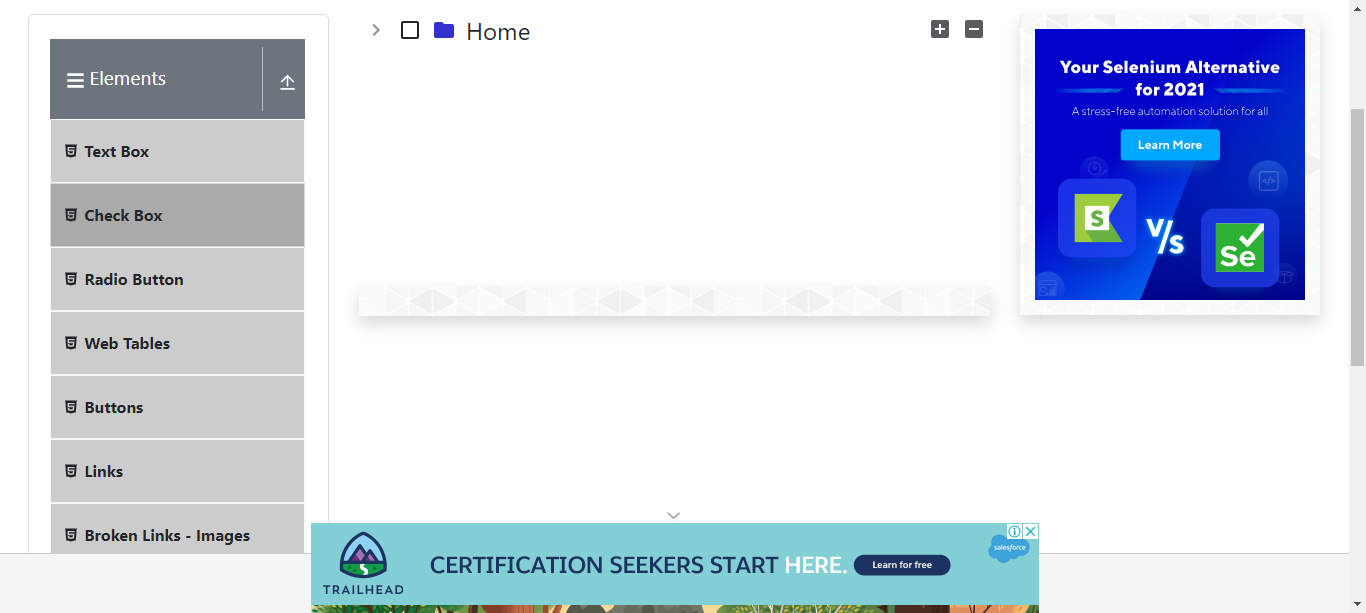 Elements
Text Box
Check Box
Radio Button
Web Tables
Buttons
Links
Broken Links - Images
Home
Your Selenium Alternative
for 2021
A stress-free automation solution for all
Learn More
S
V/s
Se
TRAILHEAD
CERTIFICATION SEEKERS START HERE.
Learn for free
salesforce